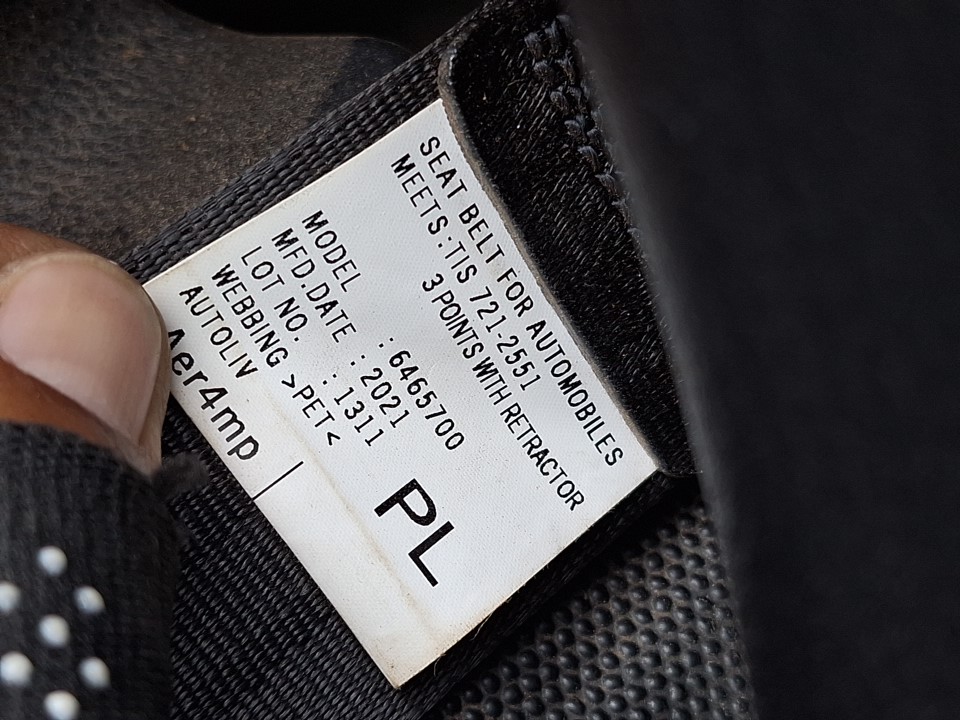 SEAT BELT FOR AUTOMOBILES
MEETS:TIS 721-2551
3 POINTS WITH RETRACTOR
MODEL : 6465700
MFD.DATE : 2021
LOT NO. : 1311
WEBBING >PET<
AUTOLIV
Aer4mp
PL